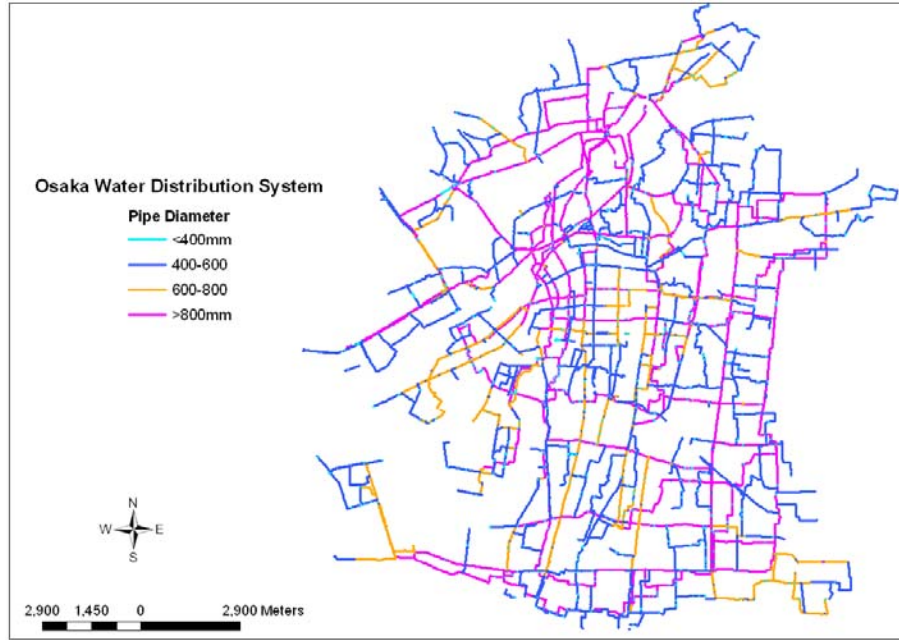 Osaka Water Distribution System
Pipe Diameter
<400mm
400-600
600-800
>800mm
N
W E
S
2,900 1,450 0 2,900 Meters